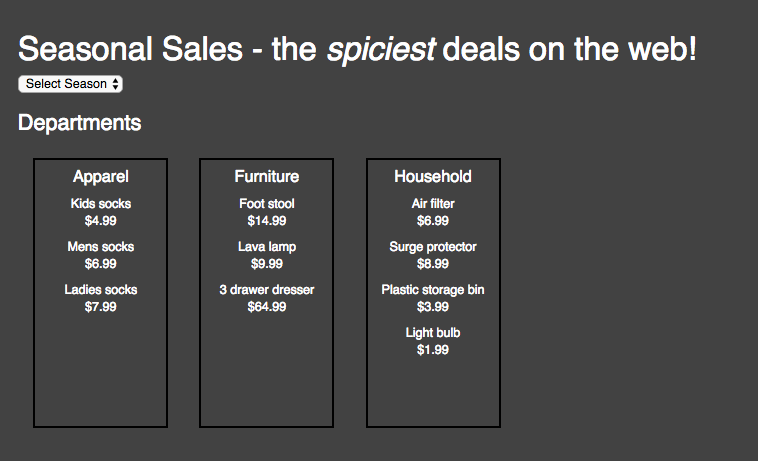 Seasonal Sales - the spiciest deals on the web!
Select Season
Departments
Apparel
Kids socks
$4.99
Mens socks
$6.99
Ladies socks
$7.99
Furniture
Foot stool
$14.99
Lava lamp
$9.99
3 drawer dresser
$64.99
Household
Air filter
$6.99
Surge protector
$8.99
Plastic storage bin
$3.99
Light bulb
$1.99